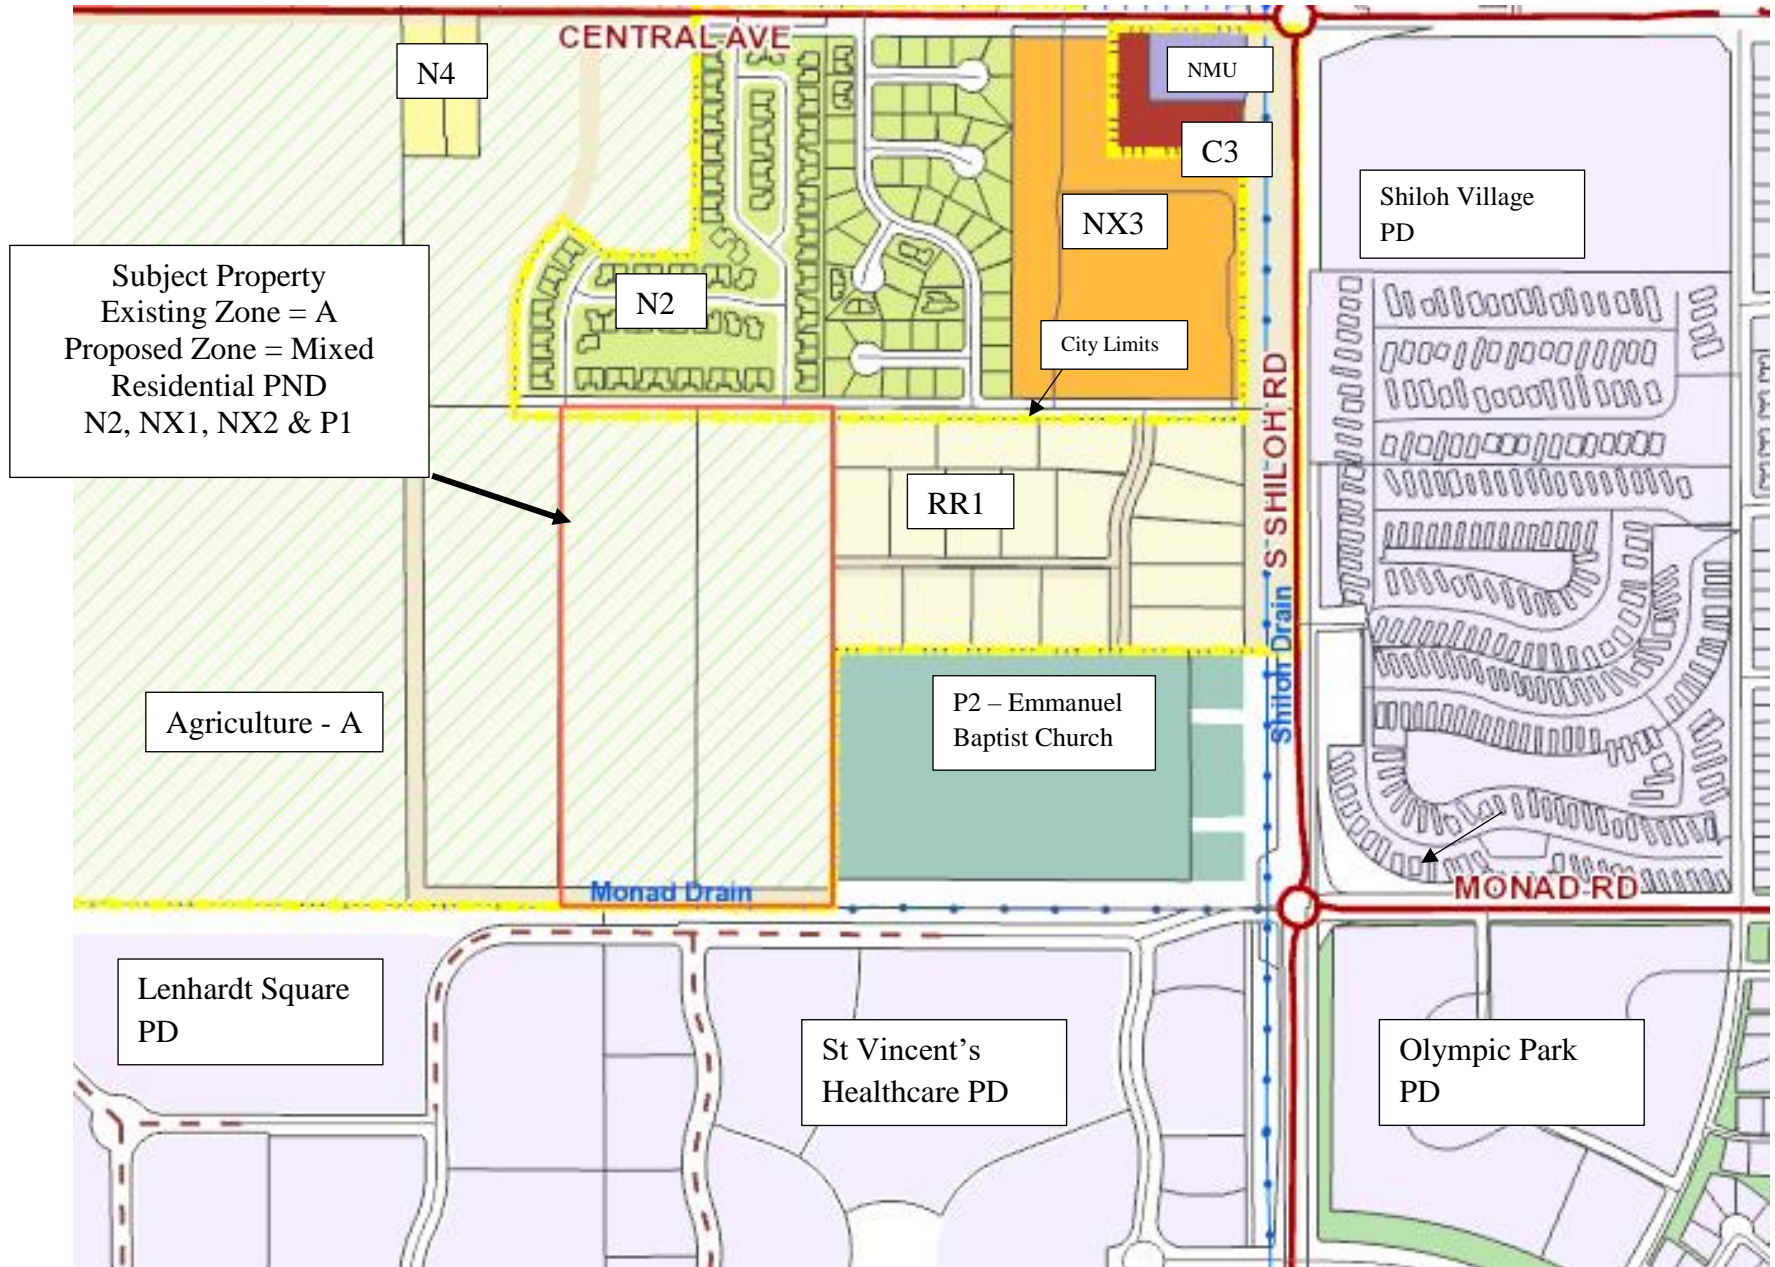 CENTRAL AVE
N4
NMU
C3
Shiloh Village
PD
NX3
Subject Property
Existing Zone = A
Proposed Zone = Mixed
Residential PND
N2, NX1, NX2 & P1
N2
City Limits
S SHILOH RD
RR1
Shiloh Drain
P2 – Emmanuel
Baptist Church
Agriculture - A
Monad Drain
MONAD RD
Lenhardt Square
PD
St Vincent’s
Healthcare PD
Olympic Park
PD